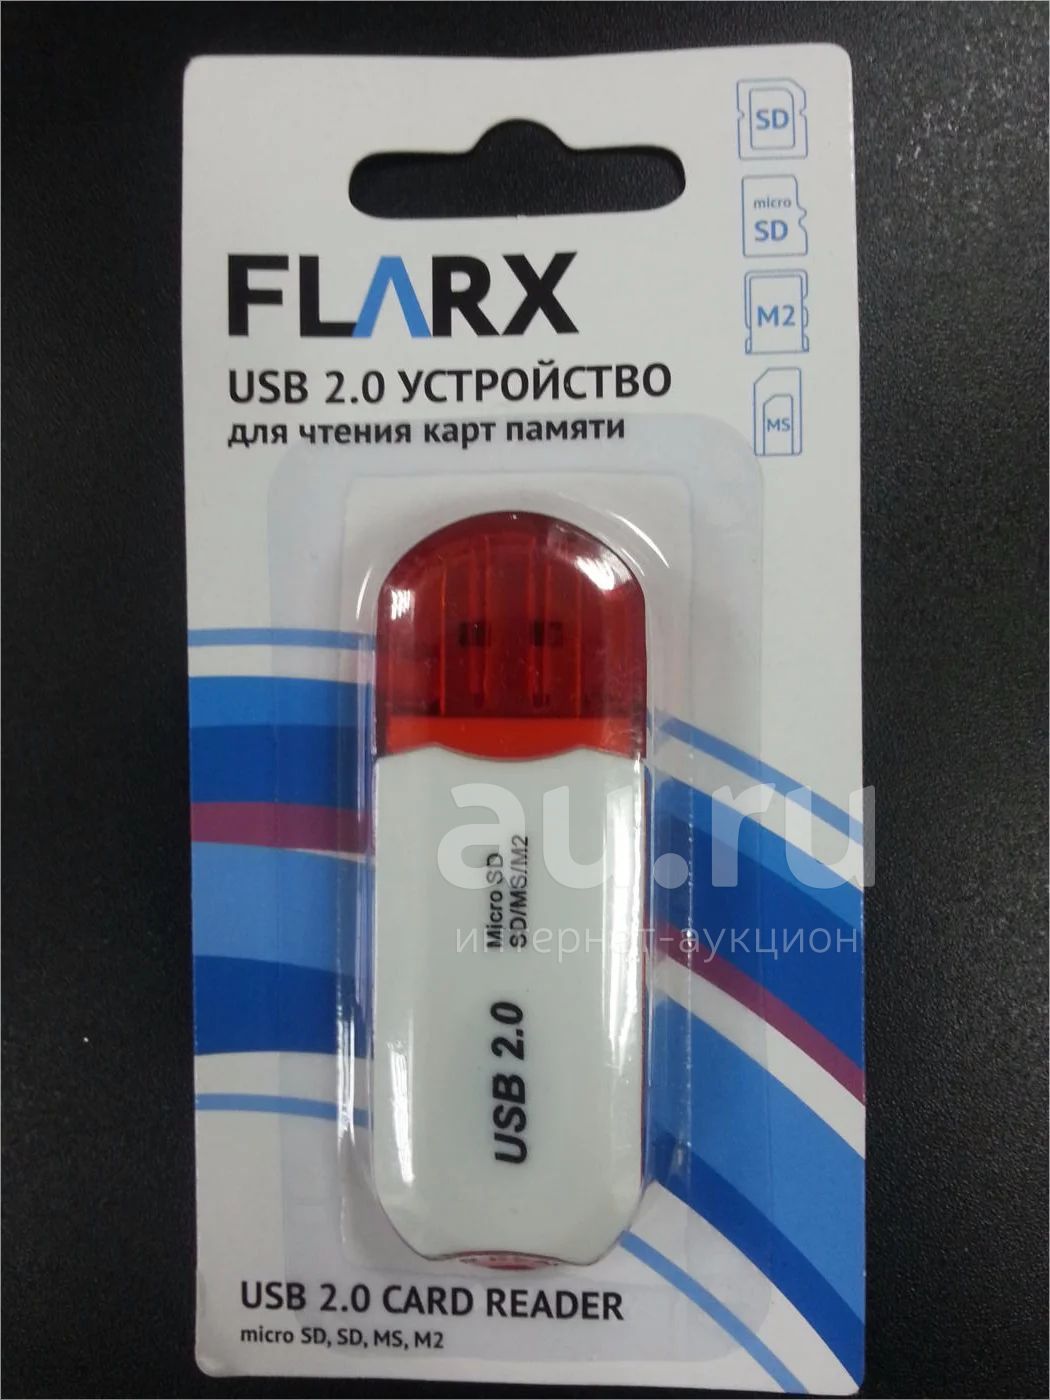 SD
micro
SD
M2
MS
FLARX
USB 2.0 УСТРОЙСТВО
для чтения карт памяти
Micro SD
SD/MS/M2
USB 2.0
au.ru
интернет-аукцион
USB 2.0 CARD READER
micro SD, SD, MS, M2